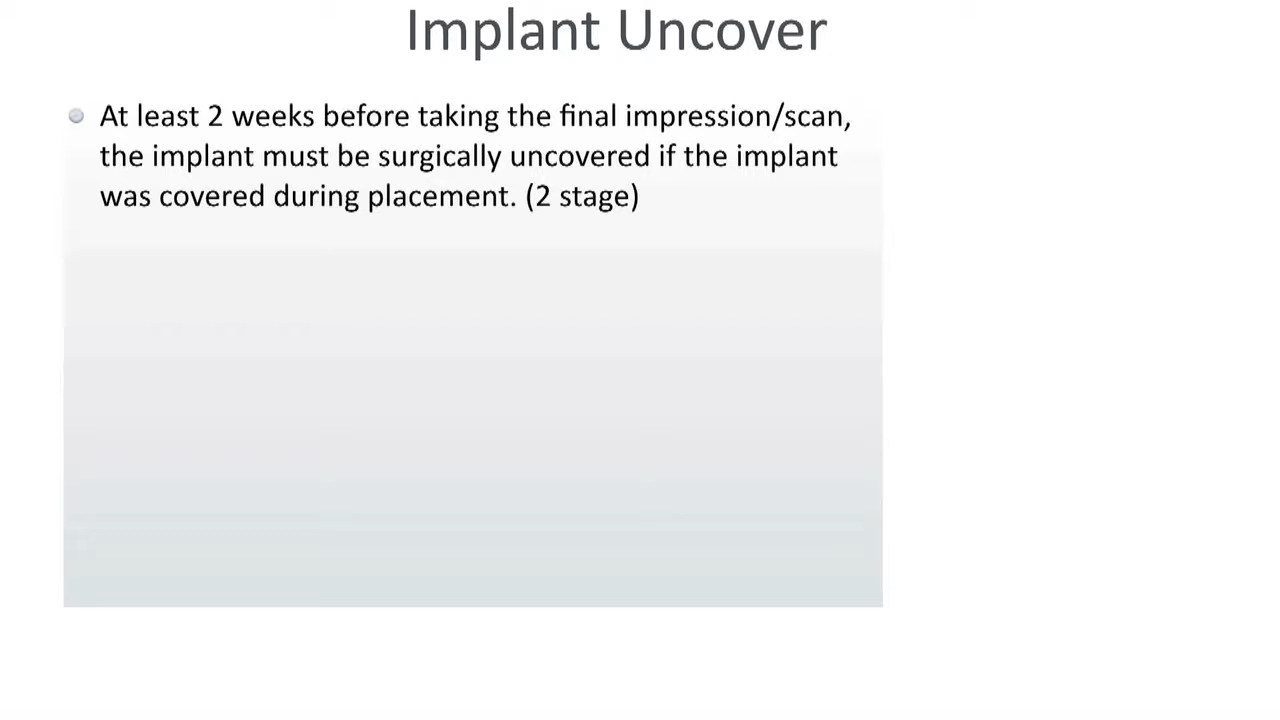 Implant Uncover
At least 2 weeks before taking the final impression/scan,
the implant must be surgically uncovered if the implant
was covered during placement. (2 stage)